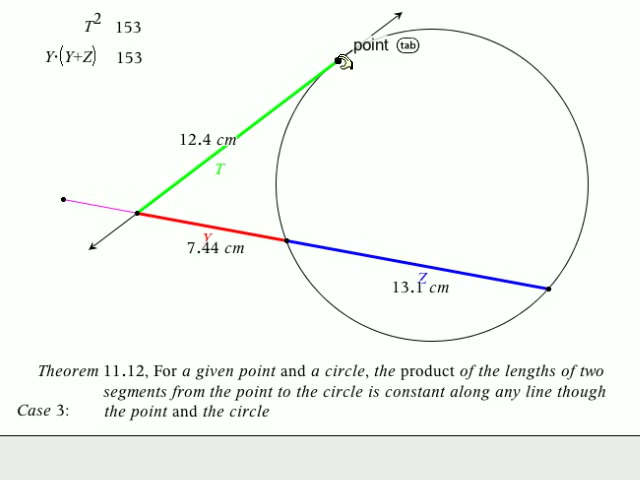 T² 153
Y·(Y+Z) 153
point tab
12.4 cm
T
Y
7.44 cm
Z
13.1 cm
Theorem 11.12, For a given point and a circle, the product of the lengths of two
segments from the point to the circle is constant along any line though
Case 3: the point and the circle